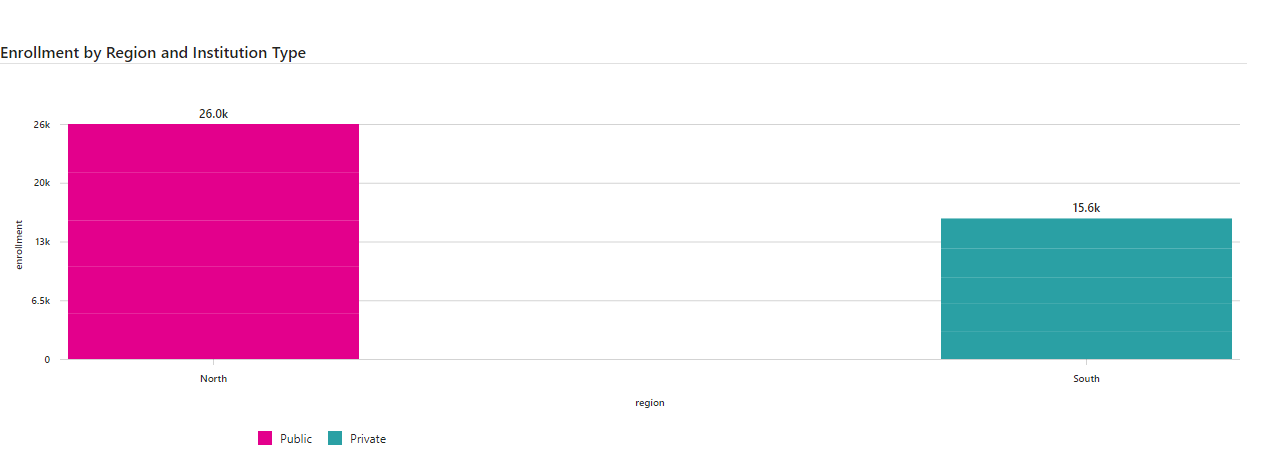 Enrollment by Region and Institution Type
26.0k
26k
20k
15.6k
13k
enrollment
6.5k
0
North
South
region
Public
Private